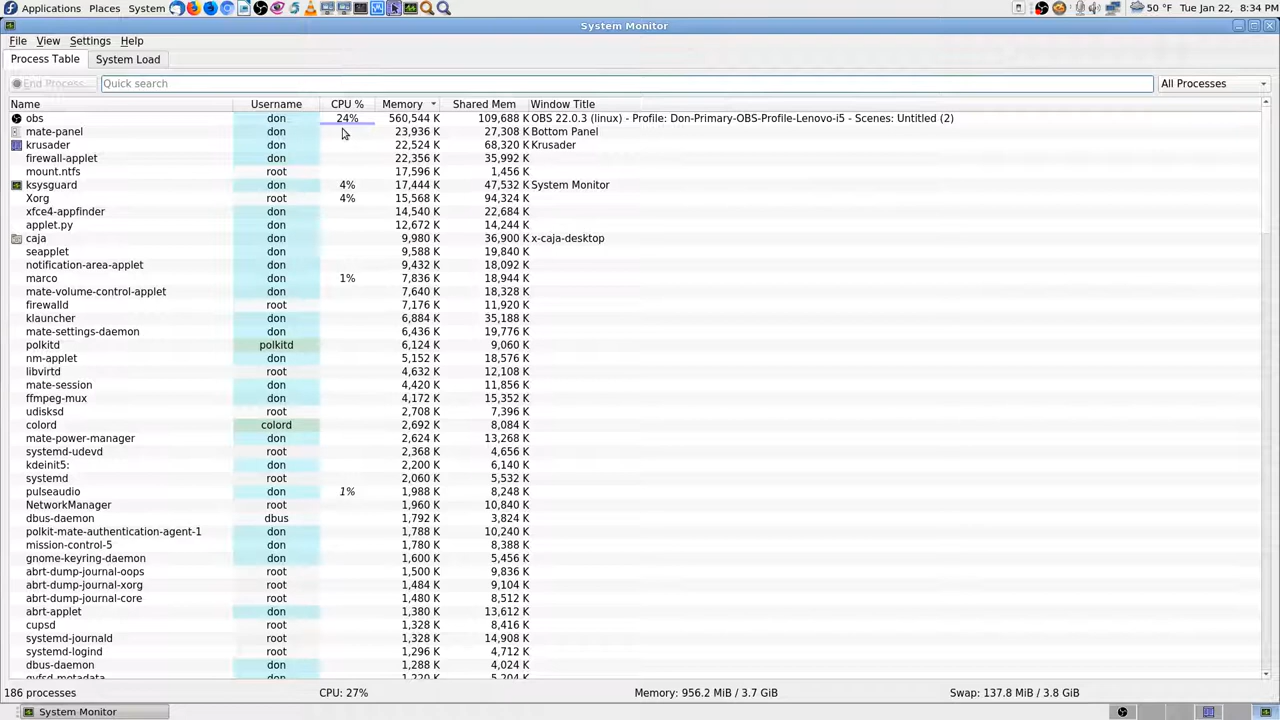 Applications Places System 50 °F Tue Jan 22, 8:34 PM
System Monitor
File View Settings Help
Process Table System Load
End Process... Quick search All Processes
Name Username CPU % Memory Shared Mem Window Title
obs don 24% 560,544 K 109,688 K OBS 22.0.3 (linux) - Profile: Don-Primary-OBS-Profile-Lenovo-i5 - Scenes: Untitled (2)
mate-panel don 23,936 K 27,308 K Bottom Panel
krusader don 22,524 K 68,320 K Krusader
firewall-applet don 22,356 K 35,992 K
mount.ntfs root 17,596 K 1,456 K
ksysguard don 4% 17,444 K 47,532 K System Monitor
Xorg root 4% 15,568 K 94,324 K
xfce4-appfinder don 14,540 K 22,684 K
applet.py don 12,672 K 14,244 K
caja don 9,980 K 36,900 K x-caja-desktop
seapplet don 9,588 K 19,840 K
notification-area-applet don 9,432 K 18,092 K
marco don 1% 7,836 K 18,944 K
mate-volume-control-applet don 7,640 K 18,328 K
firewalld root 7,176 K 11,920 K
klauncher don 6,884 K 35,188 K
mate-settings-daemon don 6,436 K 19,776 K
polkitd polkitd 6,124 K 9,060 K
nm-applet don 5,152 K 18,576 K
libvirtd root 4,632 K 12,108 K
mate-session don 4,420 K 11,856 K
ffmpeg-mux don 4,172 K 15,352 K
udisksd root 2,708 K 7,396 K
colord colord 2,692 K 8,084 K
mate-power-manager don 2,624 K 13,268 K
systemd-udevd root 2,368 K 4,656 K
kdeinit5: don 2,200 K 6,140 K
systemd root 2,060 K 5,532 K
pulseaudio don 1% 1,988 K 8,248 K
NetworkManager root 1,960 K 10,840 K
dbus-daemon dbus 1,792 K 3,824 K
polkit-mate-authentication-agent-1 don 1,788 K 10,240 K
mission-control-5 don 1,780 K 8,388 K
gnome-keyring-daemon don 1,600 K 5,456 K
abrt-dump-journal-oops root 1,500 K 9,836 K
abrt-dump-journal-xorg root 1,484 K 9,104 K
abrt-dump-journal-core root 1,480 K 8,512 K
abrt-applet don 1,380 K 13,612 K
cupsd root 1,328 K 8,416 K
systemd-journald root 1,328 K 14,908 K
systemd-logind root 1,296 K 4,712 K
dbus-daemon don 1,288 K 4,024 K
gvfsd-metadata don 1,220 K 5,204 K
186 processes CPU: 27% Memory: 956.2 MiB / 3.7 GiB Swap: 137.8 MiB / 3.8 GiB
System Monitor